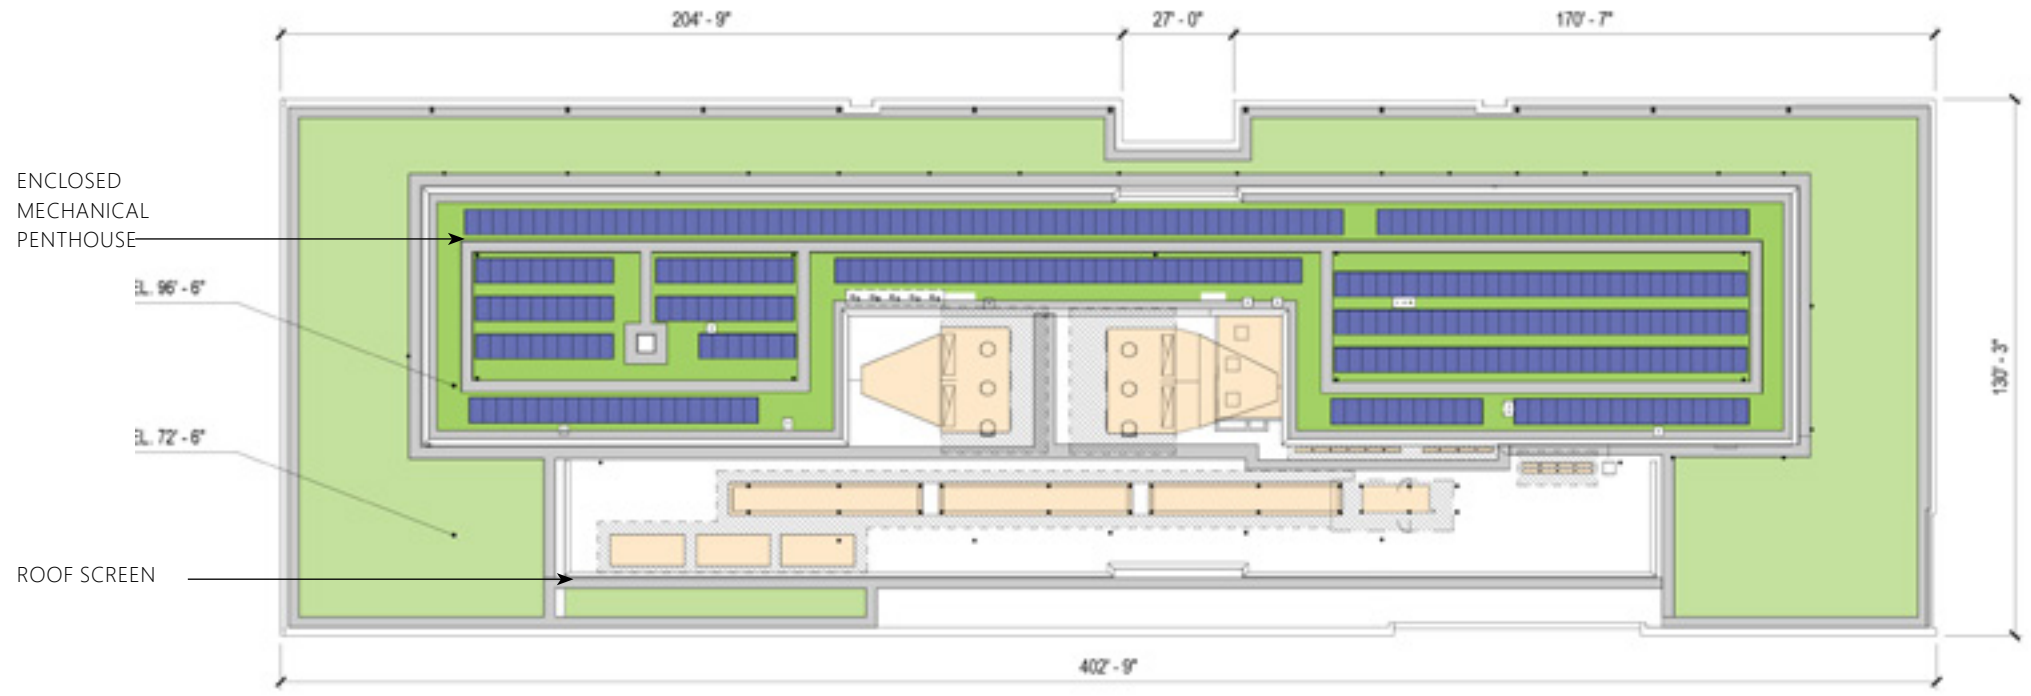 204' - 9"
27' - 0"
170' - 7"
ENCLOSED
MECHANICAL
PENTHOUSE
EL. 96' - 6"
EL. 72' - 6"
130' - 3"
ROOF SCREEN
402' - 9"